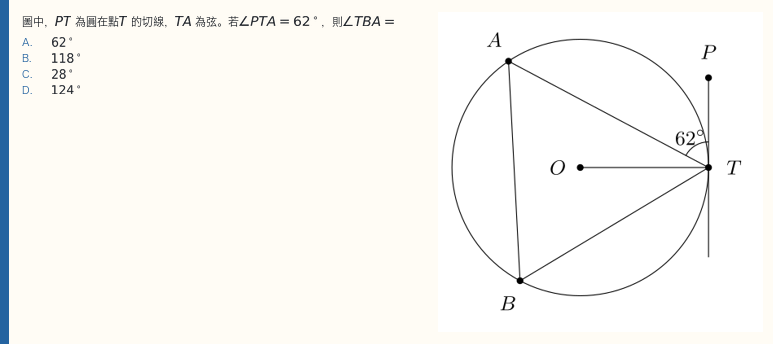 圖中，PT 為圓在點T 的切線，TA 為弦。若∠PTA = 62°，則∠TBA =
A. 62°
B. 118°
C. 28°
D. 124°
A
P
62°
O
T
B